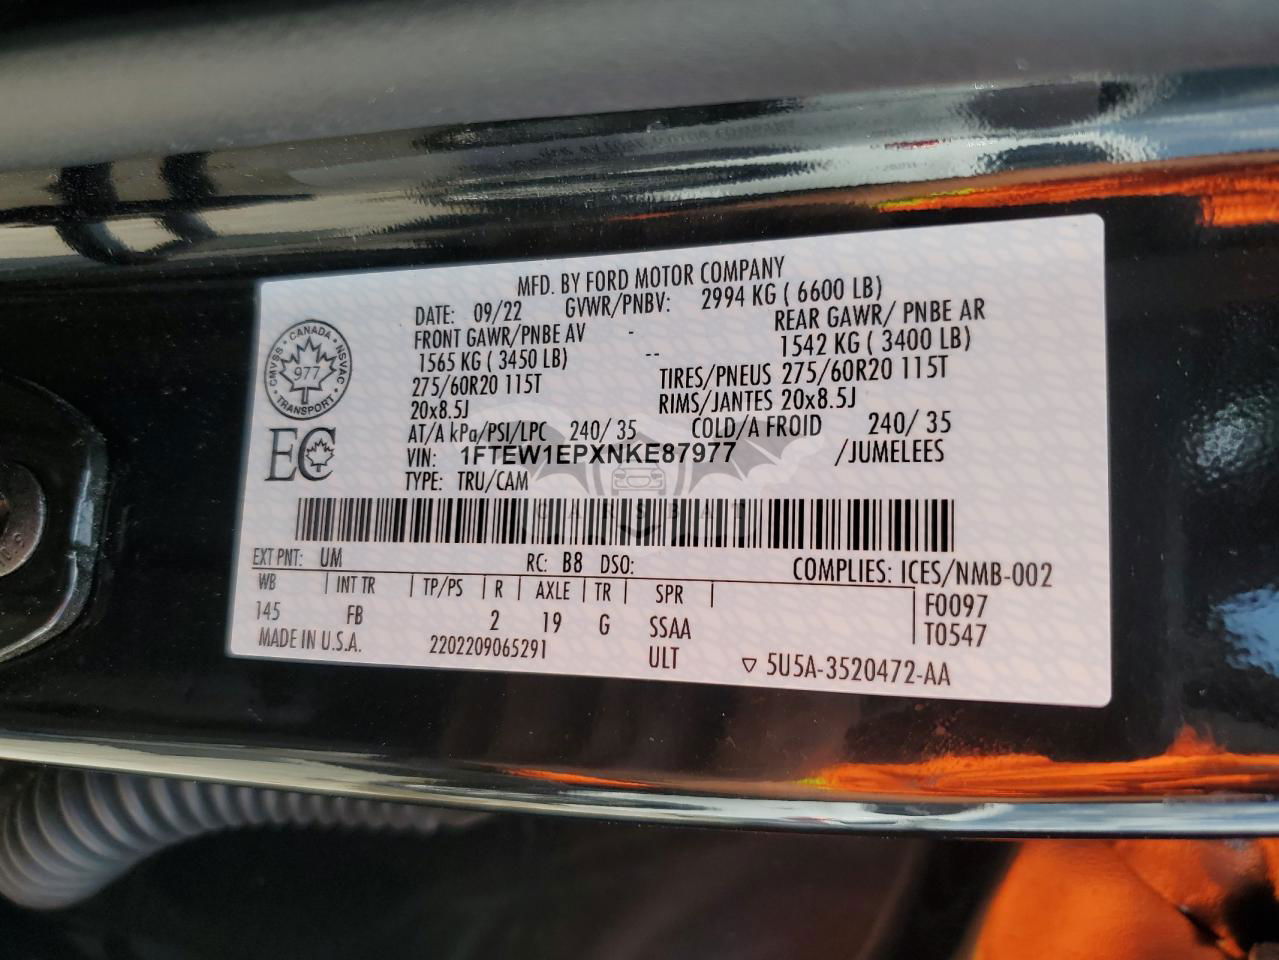 MFD. BY FORD MOTOR COMPANY
DATE: 09/22 GVWR/PNBV: 2994 KG ( 6600 LB)
FRONT GAWR/PNBE AV - REAR GAWR/ PNBE AR
1565 KG ( 3450 LB) -- 1542 KG ( 3400 LB)
275/60R20 115T TIRES/PNEUS 275/60R20 115T
20x8.5J RIMS/JANTES 20x8.5J
AT/A kPa/PSI/LPC 240/ 35 COLD/A FROID 240/ 35
VIN: 1FTEW1EPXNKE87977 /JUMELEES
TYPE: TRU/CAM
CANADA
CMVSS NSVAC
977
TRANSPORT
EC
CARSBAT
EXT PNT: UM RC: B8 DSO: COMPLIES: ICES/NMB-002
WB | INT TR | TP/PS | R | AXLE | TR | SPR | F0097
145 FB 2 19 G SSAA T0547
MADE IN U.S.A. 2202209065291 ULT ▽ 5U5A-3520472-AA